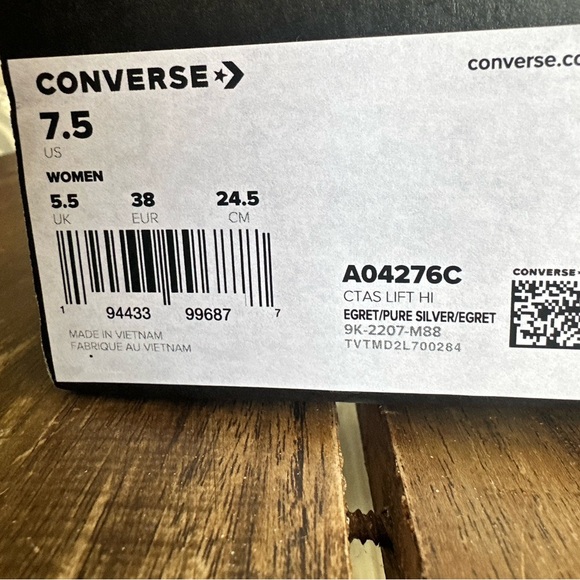 CONVERSE
converse.co
7.5
US
WOMEN
5.5 38 24.5
UK EUR CM
1 94433 99687 7
MADE IN VIETNAM
FABRIQUE AU VIETNAM
A04276C
CTAS LIFT HI
EGRET/PURE SILVER/EGRET
9K-2207-M88
TVTMD2L700284
CONVERSE